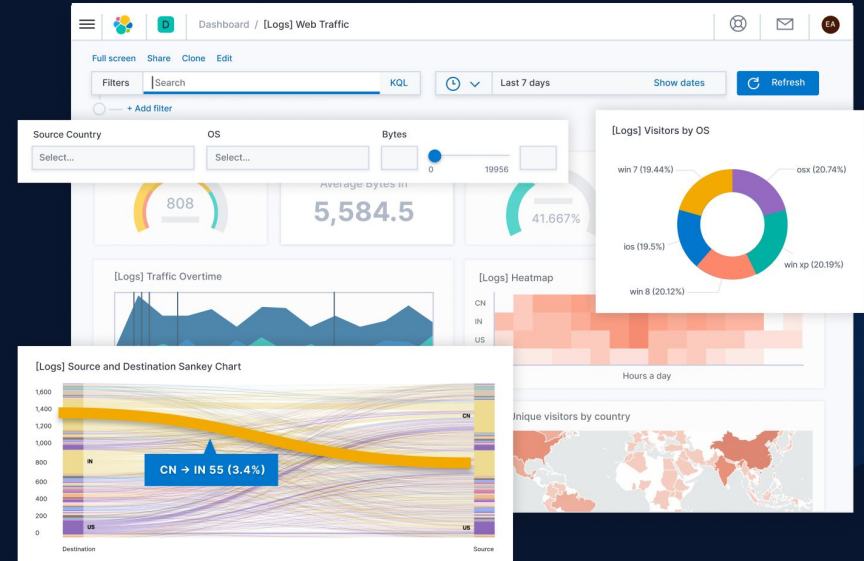 D
Dashboard / [Logs] Web Traffic
EA
Full screen Share Clone Edit
Filters Search KQL Last 7 days Show dates Refresh
+ Add filter
Source Country OS Bytes
Select... Select... 0 19956
[Logs] Visitors by OS
win 7 (19.44%)
osx (20.74%)
ios (19.5%)
win xp (20.19%)
win 8 (20.12%)
808
Average Bytes In
5,584.5
41.667%
[Logs] Traffic Overtime
[Logs] Heatmap
CN
IN
US
Hours a day
[Logs] Source and Destination Sankey Chart
1,600
1,400
1,200
1,000
800
600
400
200
0
CN
IN
CN → IN 55 (3.4%)
US
US
Destination
Source
Unique visitors by country